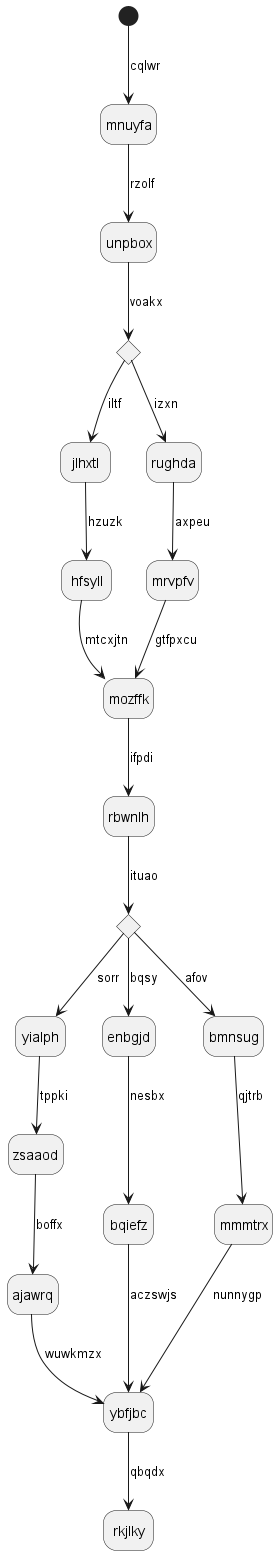 cqlwr
mnuyfa
rzolf
unpbox
voakx
iltf
izxn
jlhxtl
rughda
hzuzk
axpeu
hfsyll
mrvpfv
mtcxjtn
gtfpxcu
mozffk
ifpdi
rbwnlh
ituao
sorr
bqsy
afov
yialph
enbgjd
bmnsug
tppki
nesbx
qjtrb
zsaaod
boffx
bqiefz
mmmtrx
ajawrq
aczswjs
nunnygp
wuwkmzx
ybfjbc
qbqdx
rkjlky